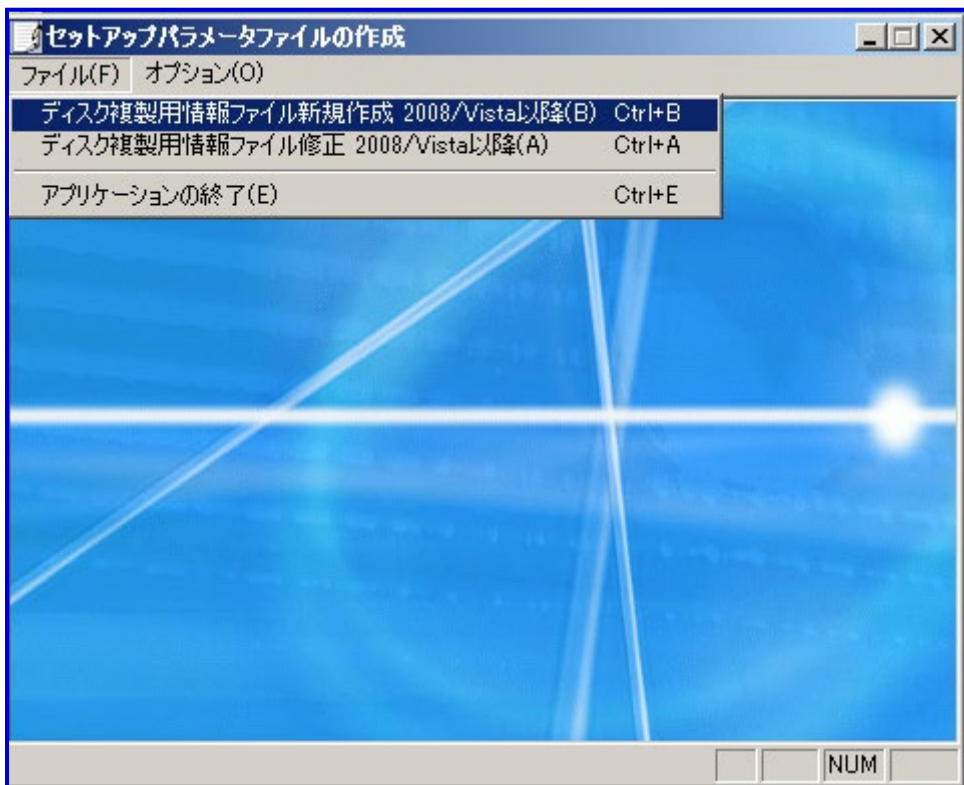 セットアップパラメータファイルの作成
ファイル(F) オプション(O)
ディスク複製用情報ファイル新規作成 2008/Vista以降(B) Ctrl+B
ディスク複製用情報ファイル修正 2008/Vista以降(A) Ctrl+A
アプリケーションの終了(E) Ctrl+E
NUM